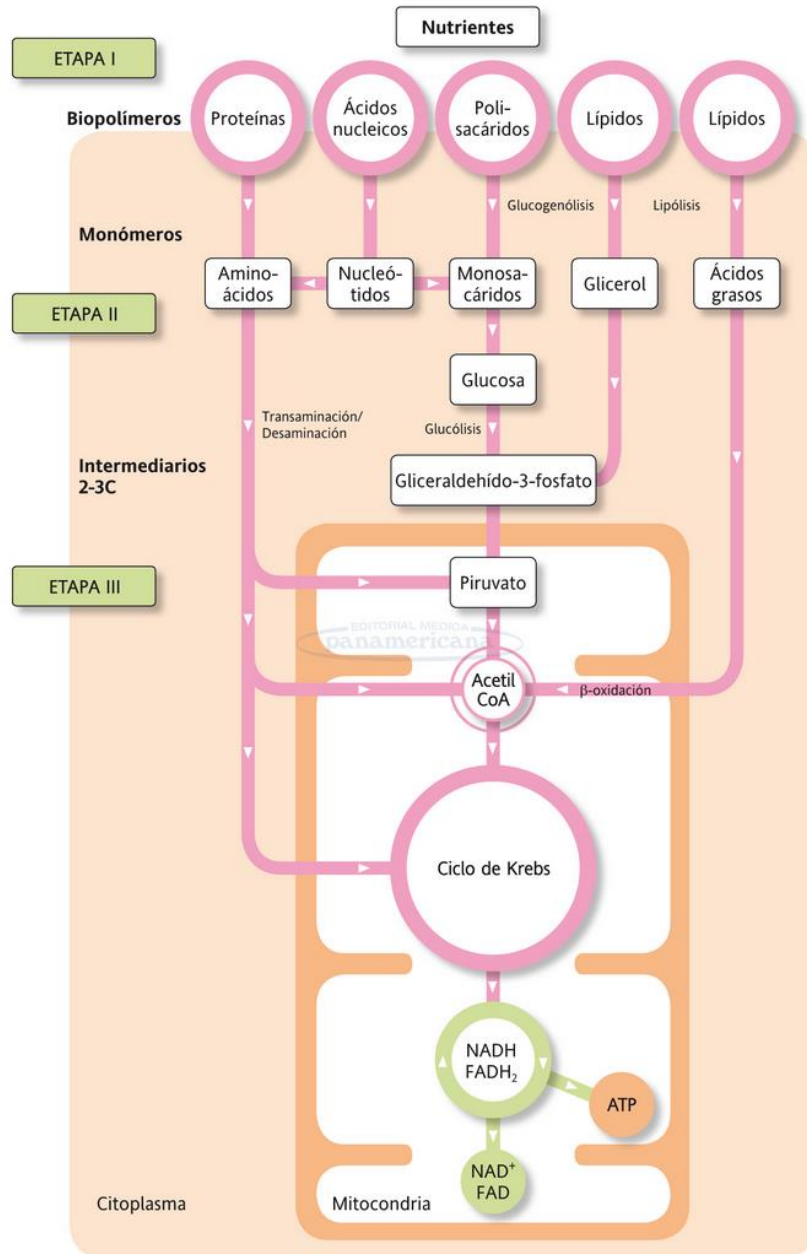 Nutrientes
ETAPA I
Biopolímeros
Proteínas
Ácidos
nucleicos
Poli-
sacáridos
Lípidos
Lípidos
Glucogenólisis
Lipólisis
Monómeros
Amino-
ácidos
Nucleó-
tidos
Monosa-
cáridos
Glicerol
Ácidos
grasos
ETAPA II
Glucosa
Transaminación/
Desaminación
Glucólisis
Intermediarios
2-3C
Gliceraldehído-3-fosfato
ETAPA III
Piruvato
EDITORIAL MEDICA
panamericana
Acetil
CoA
β-oxidación
Ciclo de Krebs
NADH
FADH₂
ATP
NAD⁺
FAD
Citoplasma
Mitocondria